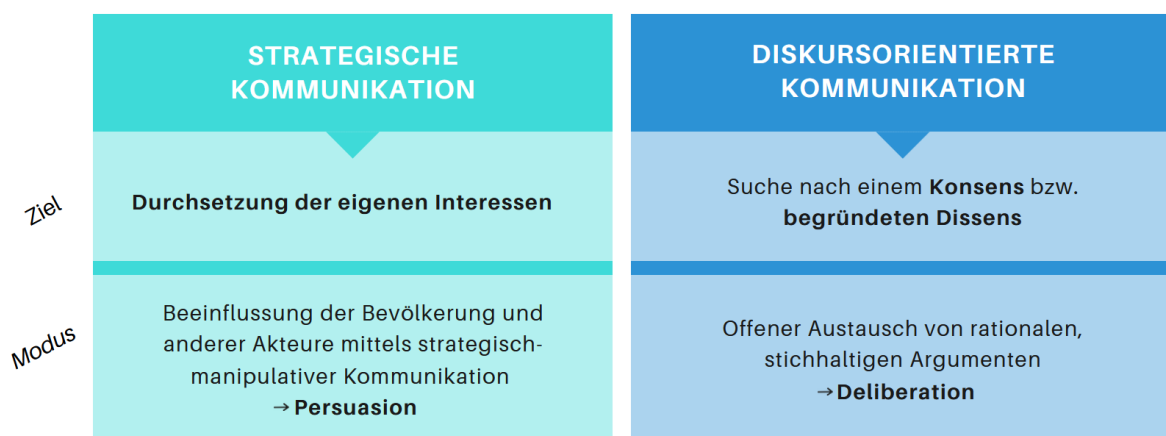 STRATEGISCHE
KOMMUNIKATION
DISKURSORIENTIERTE
KOMMUNIKATION
Ziel
Durchsetzung der eigenen Interessen
Suche nach einem Konsens bzw.
begründeten Dissens
Modus
Beeinflussung der Bevölkerung und
anderer Akteure mittels strategisch-
manipulativer Kommunikation
→ Persuasion
Offener Austausch von rationalen,
stichhaltigen Argumenten
→ Deliberation